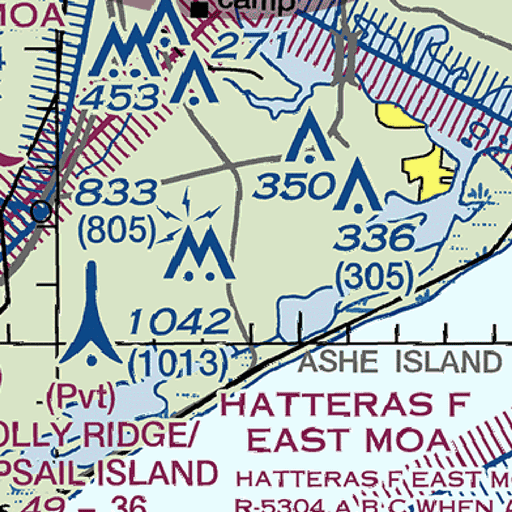 MOA
camp
271
453
833
(805)
350
336
(305)
1042
(1013)
ASHE ISLAND
(Pvt)
HATTERAS F
EAST MOA
OLLY RIDGE/
PSAIL ISLAND
HATTERAS F EAST MO
R-5304 A B C WHEN A
49 - 36